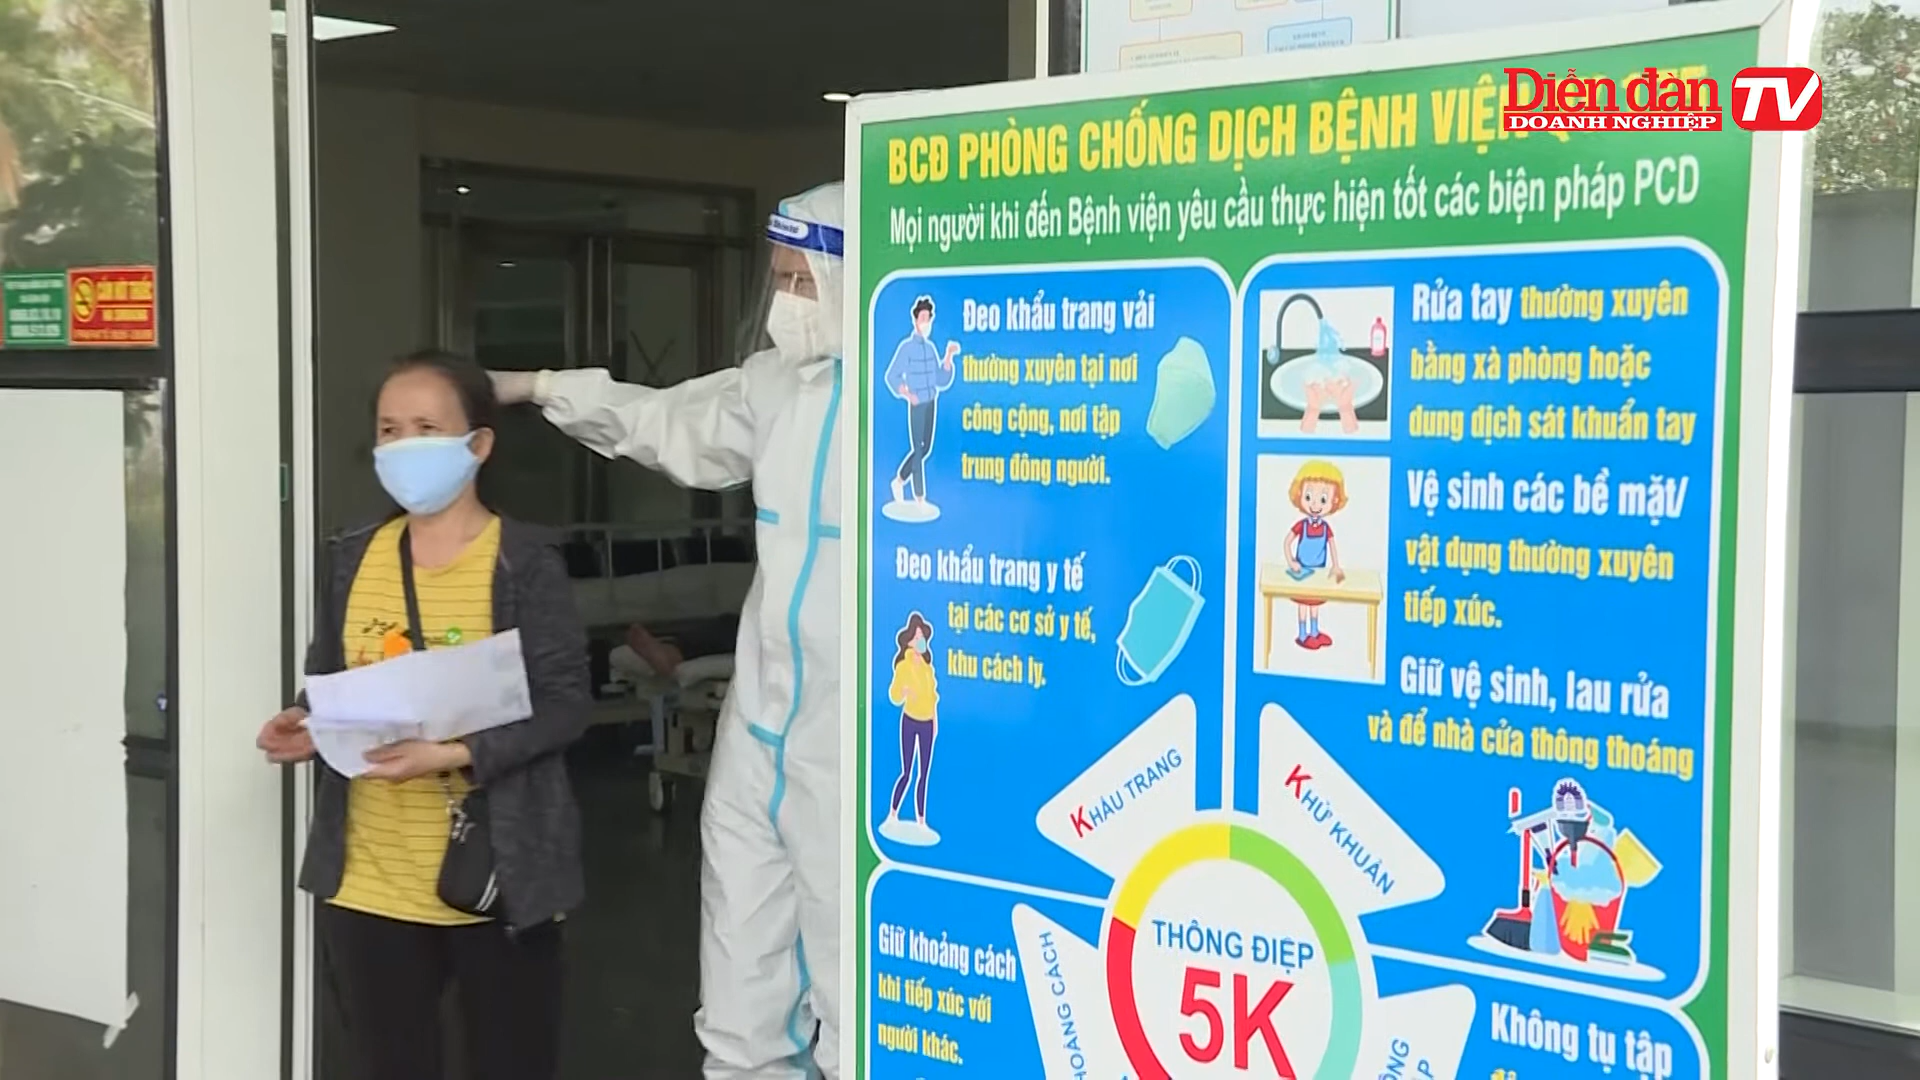 Diễn đàn TV
DOANH NGHIỆP
BCĐ PHÒNG CHỐNG DỊCH BỆNH VIỆN
Mọi người khi đến Bệnh viện yêu cầu thực hiện tốt các biện pháp PCD
Đeo khẩu trang vải
thường xuyên tại nơi
công cộng, nơi tập
trung đông người.
Đeo khẩu trang y tế
tại các cơ sở y tế,
khu cách ly.
Rửa tay thường xuyên
bằng xà phòng hoặc
dung dịch sát khuẩn tay
Vệ sinh các bề mặt/
vật dụng thường xuyên
tiếp xúc.
Giữ vệ sinh, lau rửa
và để nhà cửa thông thoáng
KHẨU TRANG
KHỬ KHUẨN
THÔNG ĐIỆP
5K
Giữ khoảng cách
khi tiếp xúc với
người khác.
KHOẢNG CÁCH
Không tụ tập
CẤM HÚT THUỐC
NO SMOKING